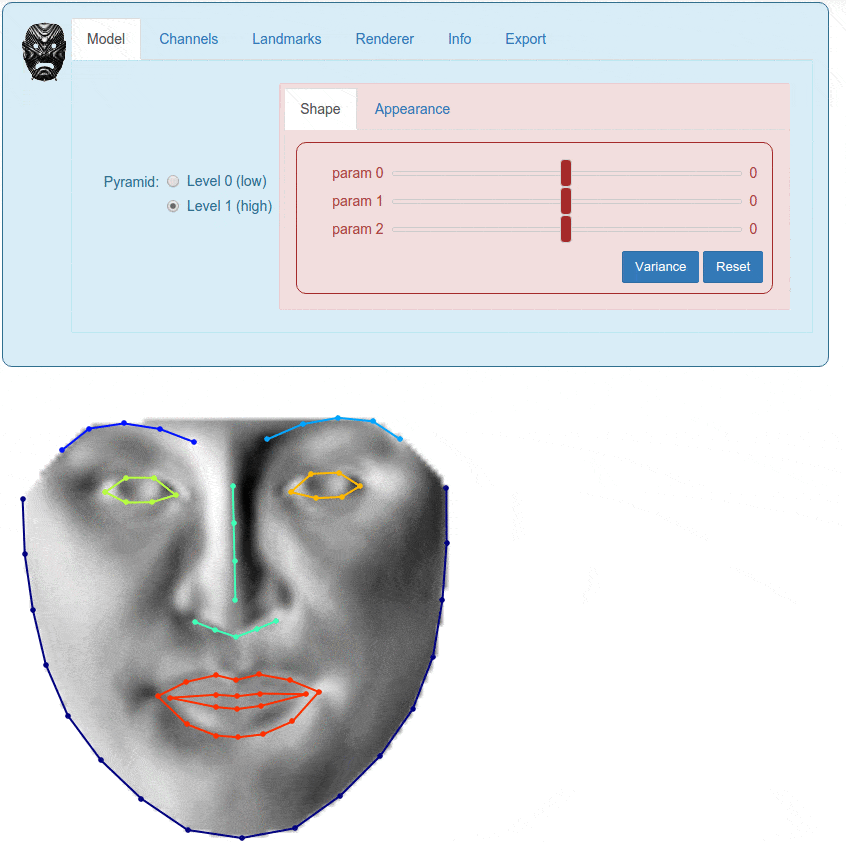 Model Channels Landmarks Renderer Info Export
Shape Appearance
Pyramid: Level 0 (low)
Level 1 (high)
param 0 0
param 1 0
param 2 0
Variance Reset